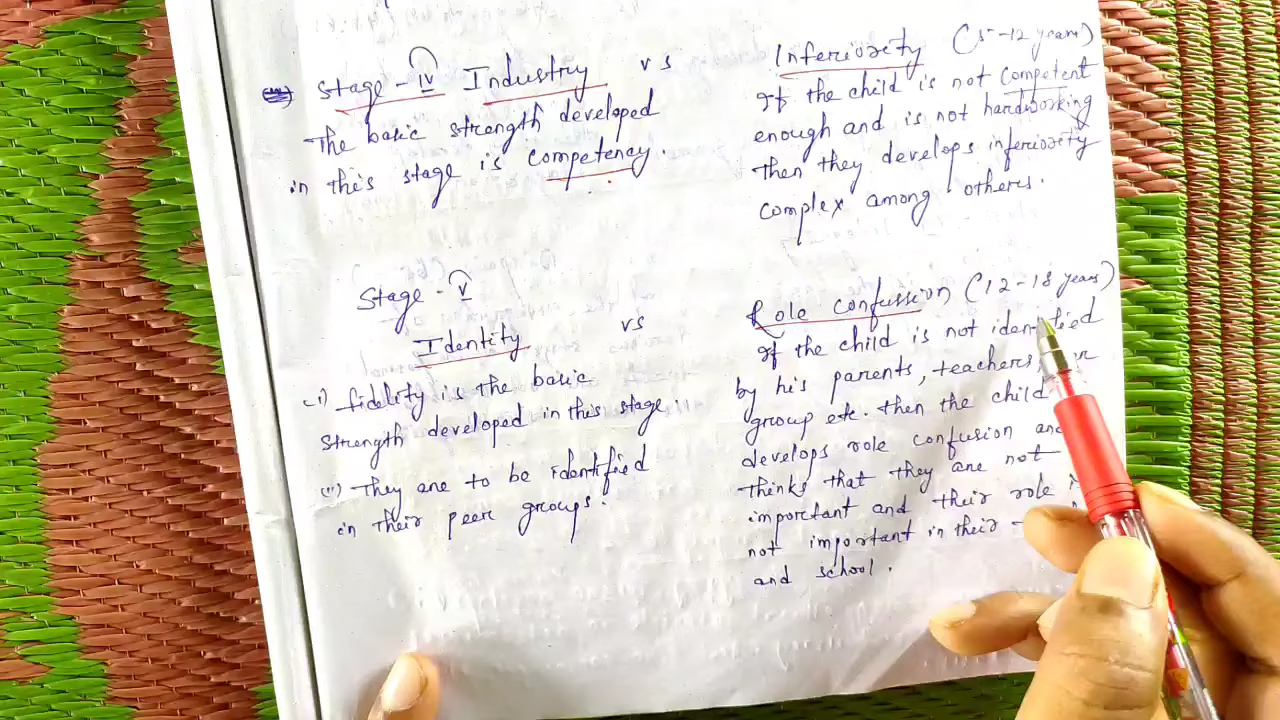 Stage - IV Industry vs Inferiority (5-12 years)
The basic strength developed
in this stage is competency.
If the child is not competent
enough and is not hardworking
then they develops inferiority
complex among others.
Stage - V
Identity vs Role confussion (12-18 years)
(i) fidelity is the basic
strength developed in this stage.
(ii) They are to be identified
in their peer groups.
If the child is not identified
by his parents, teachers,
group etc. then the child
develops role confusion and
thinks that they are not
important and their role
not important in their
and school.